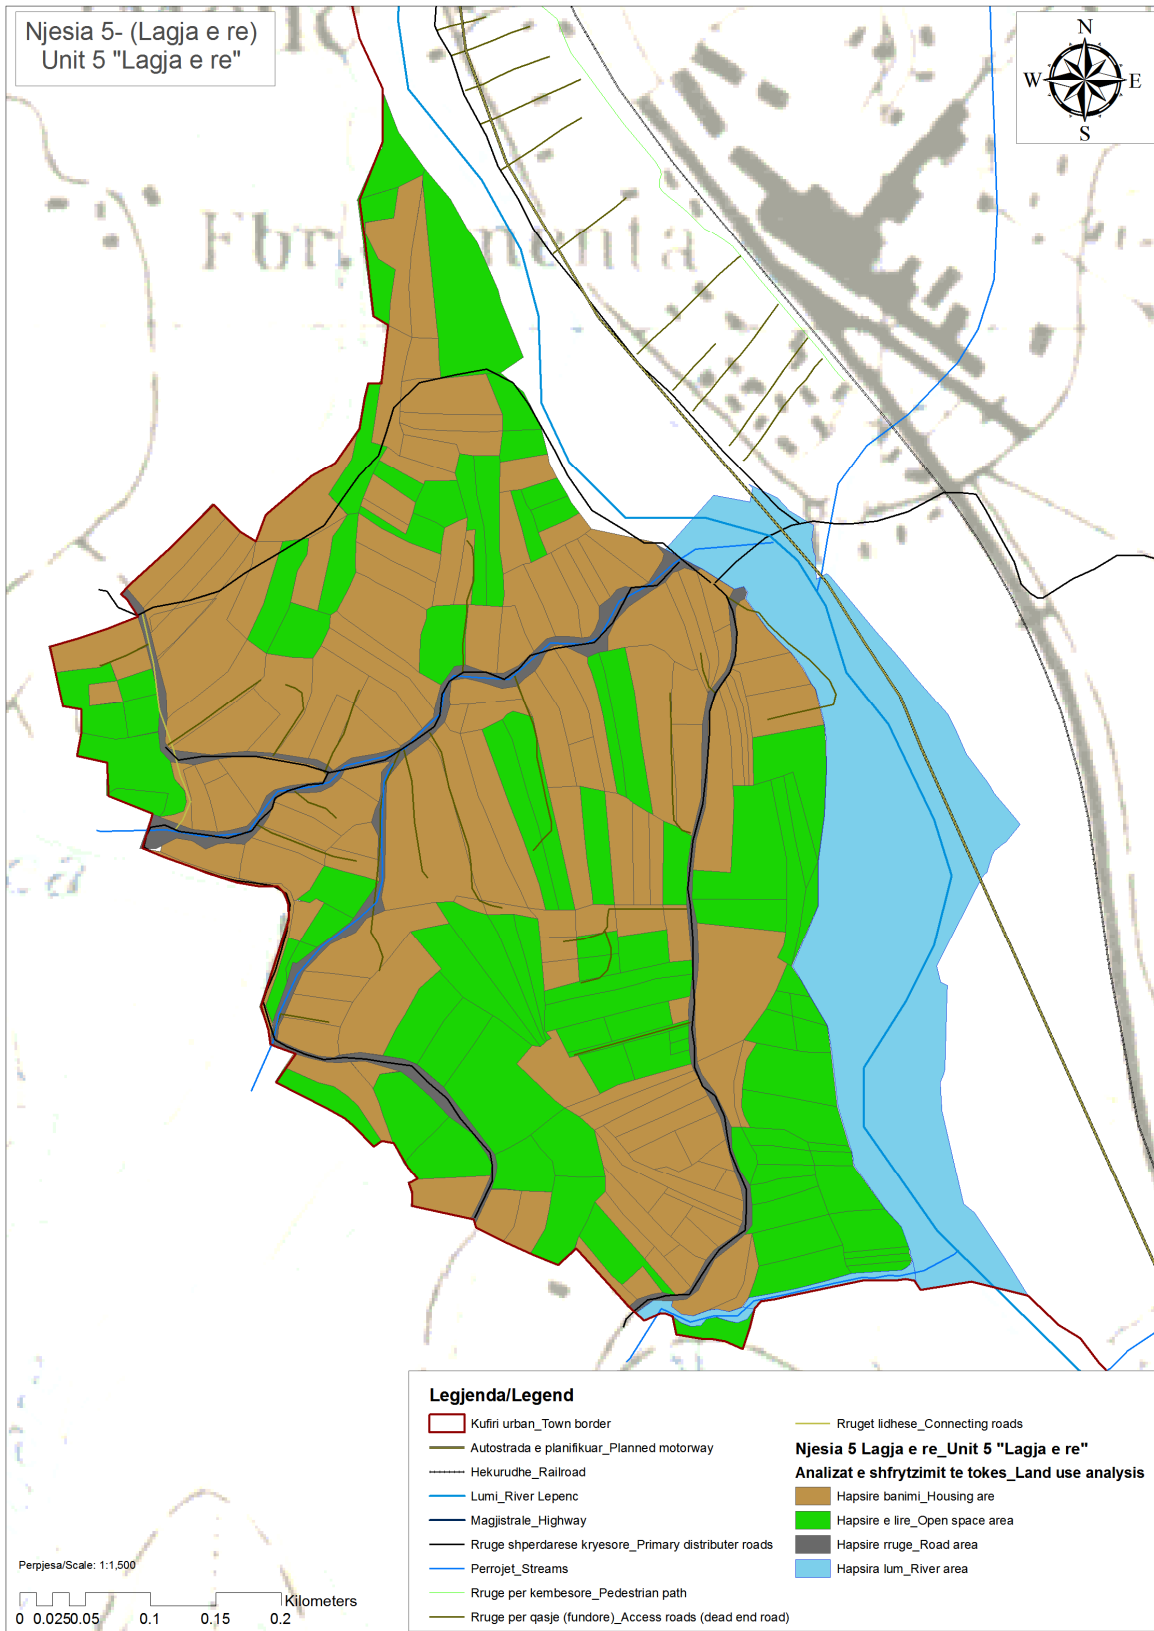 Njesia 5- (Lagja e re)
Unit 5 "Lagja e re"
N
W E
S
Legjenda/Legend
Kufiri urban_Town border
Autostrada e planifikuar_Planned motorway
Hekurudhe_Railroad
Lumi_River Lepenc
Magjistrale_Highway
Rruge shperdarese kryesore_Primary distributer roads
Perrojet_Streams
Rruge per kembesore_Pedestrian path
Rruge per qasje (fundore)_Access roads (dead end road)
Rruget lidhese_Connecting roads
Njesia 5 Lagja e re_Unit 5 "Lagja e re"
Analizat e shfrytzimit te tokes_Land use analysis
Hapsire banimi_Housing are
Hapsire e lire_Open space area
Hapsire rruge_Road area
Hapsira lum_River area
Perpjesa/Scale: 1:1,500
Kilometers
0 0.025 0.05 0.1 0.15 0.2